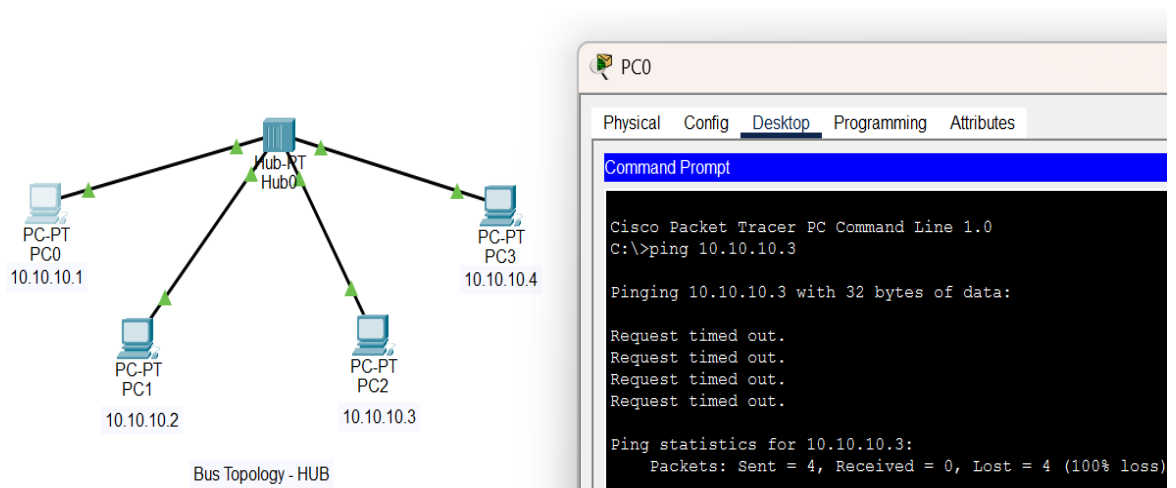 Hub-PT
Hub0
PC-PT
PC0
10.10.10.1
PC-PT
PC1
10.10.10.2
PC-PT
PC2
10.10.10.3
PC-PT
PC3
10.10.10.4
Bus Topology - HUB
PC0
Physical Config Desktop Programming Attributes
Command Prompt
Cisco Packet Tracer PC Command Line 1.0
C:\>ping 10.10.10.3
Pinging 10.10.10.3 with 32 bytes of data:
Request timed out.
Request timed out.
Request timed out.
Request timed out.
Ping statistics for 10.10.10.3:
Packets: Sent = 4, Received = 0, Lost = 4 (100% loss)